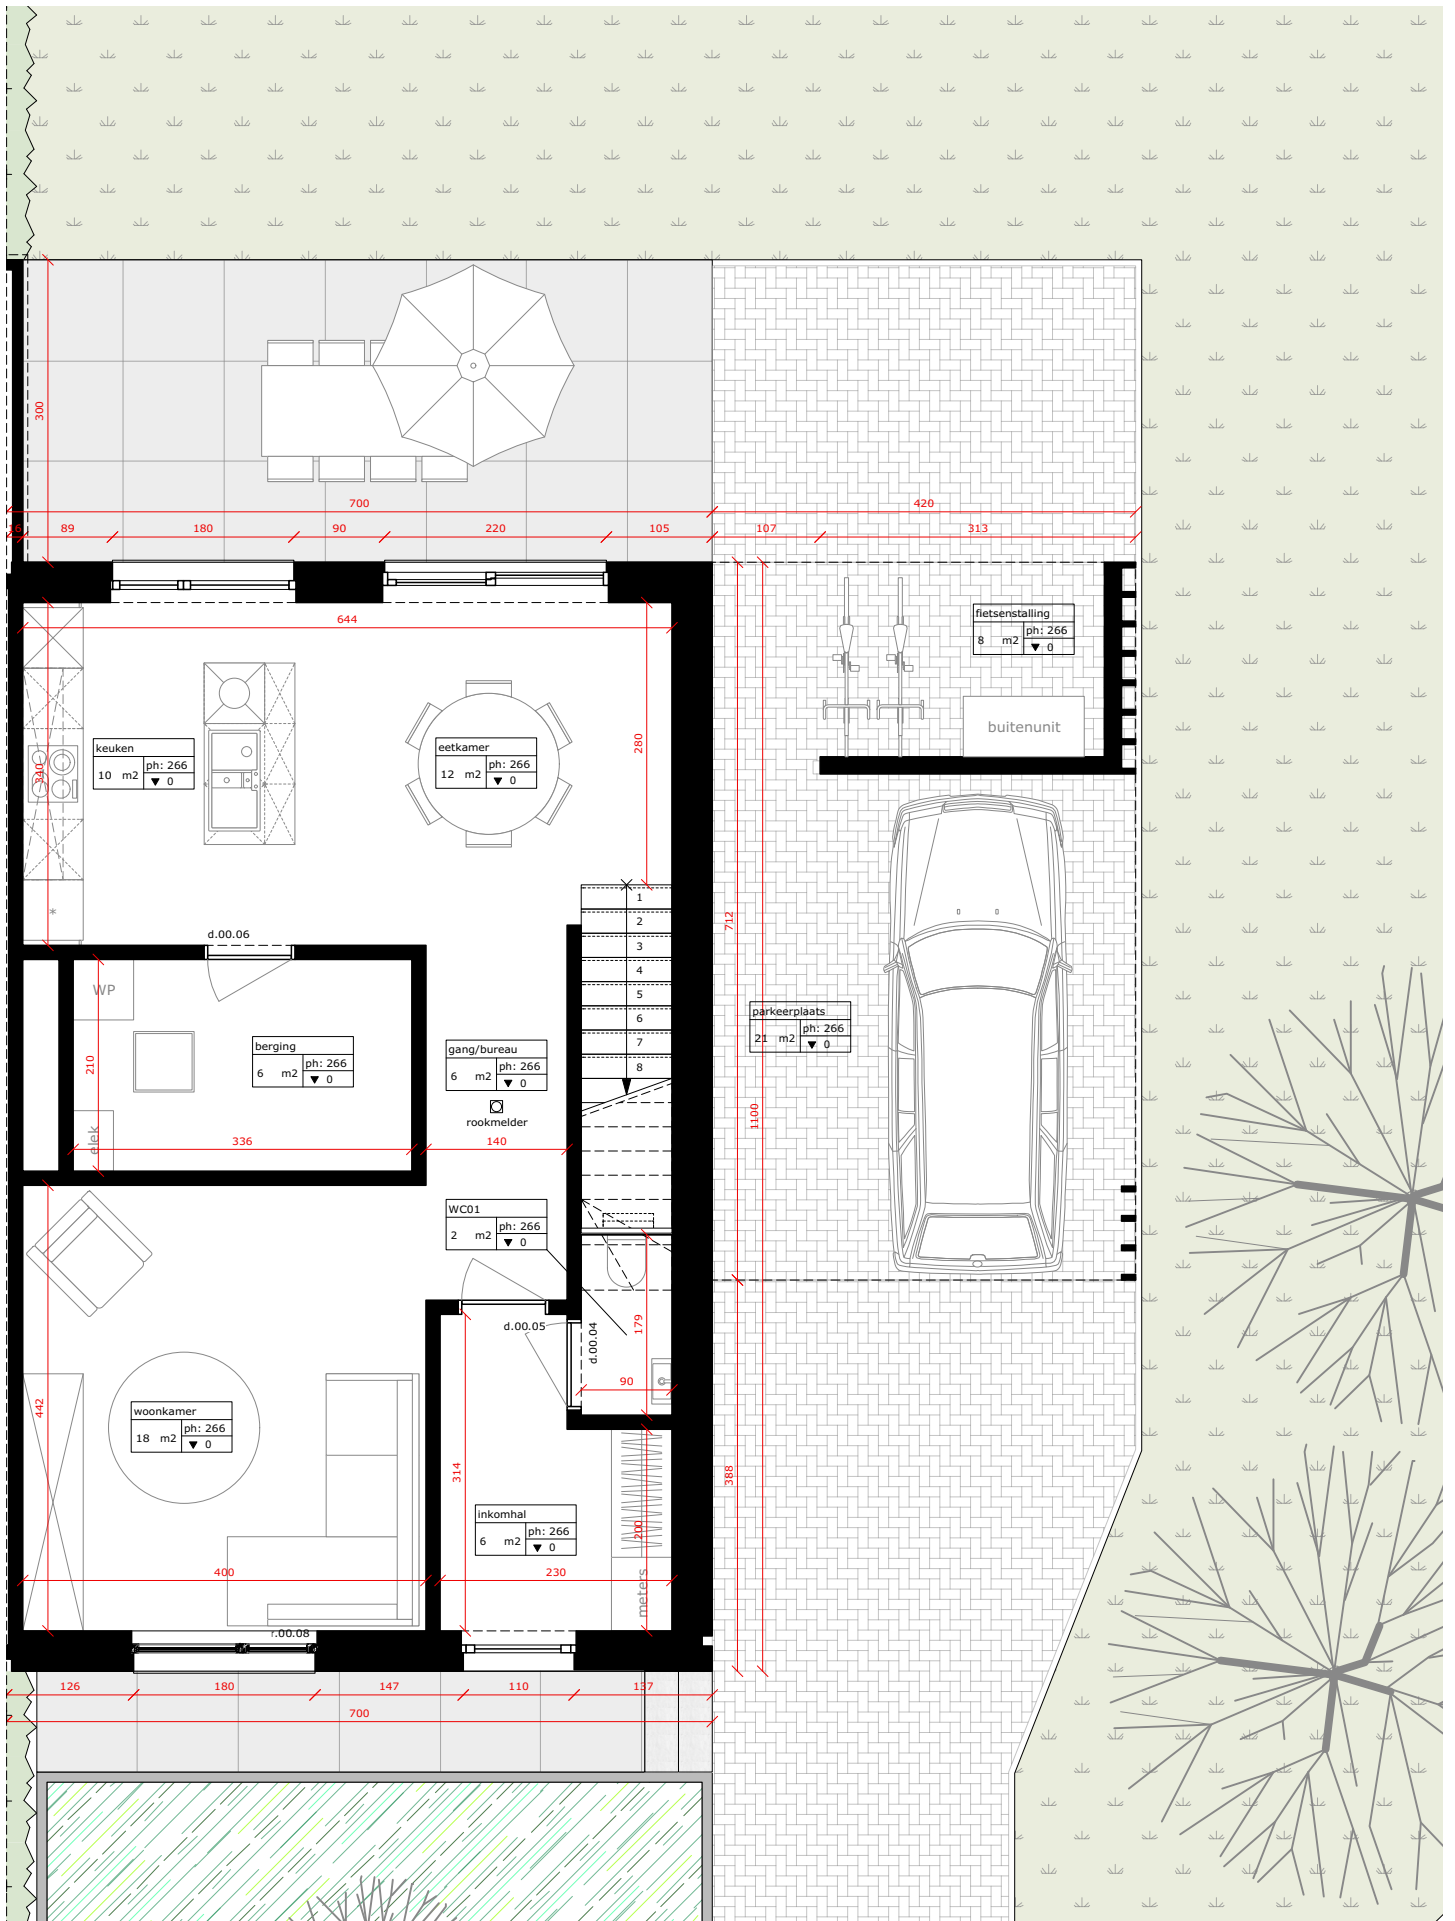 300
700
420
16 89 180 90 220 105 107 313
644
fietsenstalling
8 m2 ph: 266
▼ 0
buitenunit
280
340
keuken
10 m2 ph: 266
▼ 0
eetkamer
12 m2 ph: 266
▼ 0
*
1
2
3
4
5
6
7
8
712
d.00.06
WP
210
berging
6 m2 ph: 266
▼ 0
gang/bureau
6 m2 ph: 266
▼ 0
rookmelder
parkeerplaats
21 m2 ph: 266
▼ 0
1100
elek
336
140
WC01
2 m2 ph: 266
▼ 0
d.00.05
d.00.04
179
90
442
woonkamer
18 m2 ph: 266
▼ 0
314
388
inkomhal
6 m2 ph: 266
▼ 0
200
400
230
meters
r.00.08
126 180 147 110 137
700